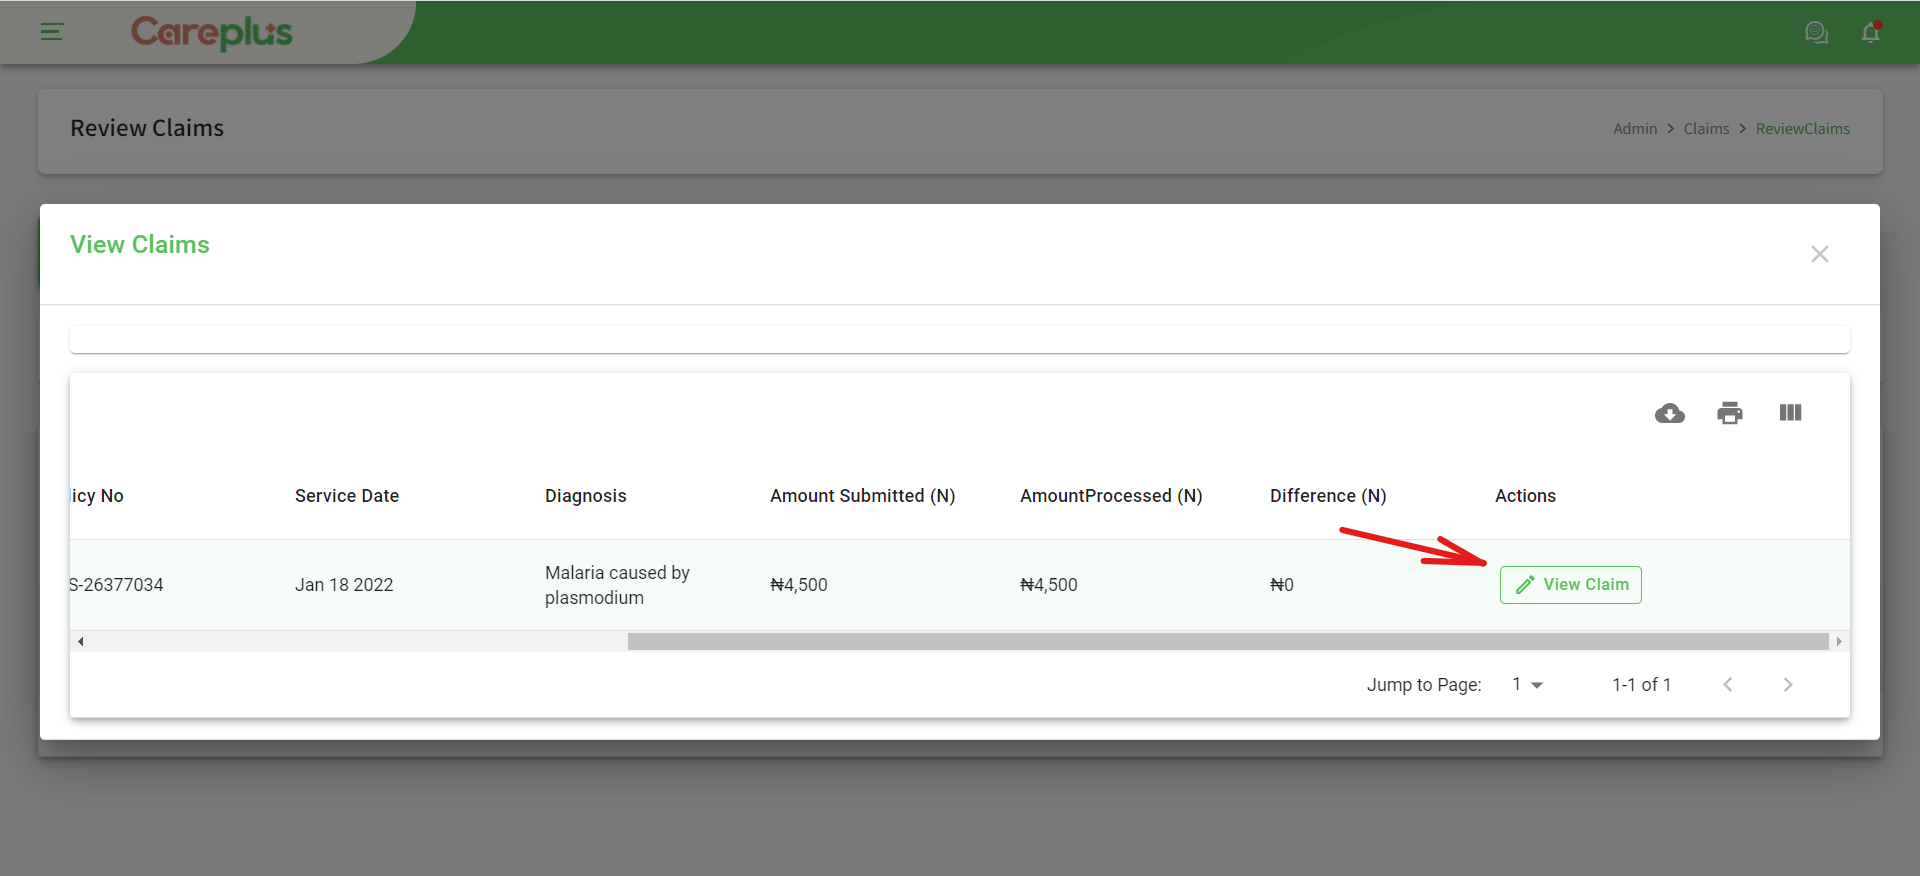 Careplus
Review Claims
Admin > Claims > ReviewClaims
View Claims
licy No Service Date Diagnosis Amount Submitted (N) AmountProcessed (N) Difference (N) Actions
S-26377034 Jan 18 2022 Malaria caused by plasmodium ₦4,500 ₦4,500 ₦0 View Claim
Jump to Page: 1 1-1 of 1